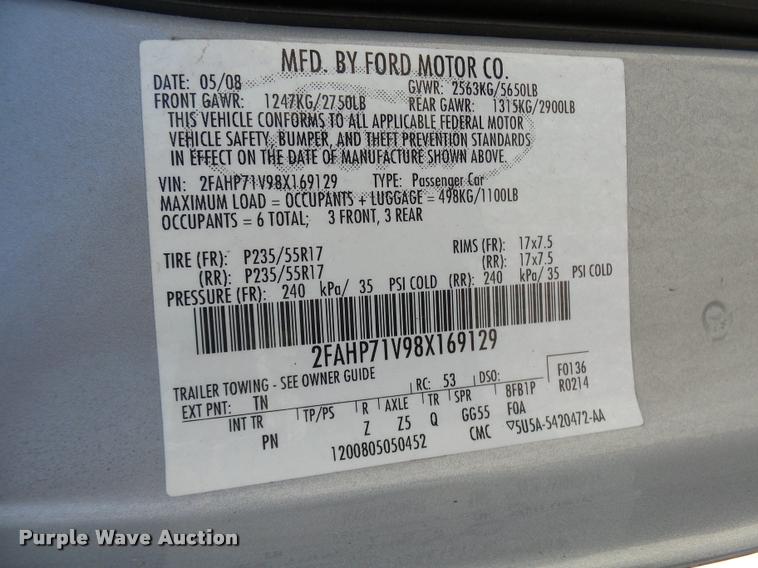 MFD. BY FORD MOTOR CO.
DATE: 05/08 GVWR: 2563KG/5650LB
FRONT GAWR: 1247KG/2750LB REAR GAWR: 1315KG/2900LB
THIS VEHICLE CONFORMS TO ALL APPLICABLE FEDERAL MOTOR
VEHICLE SAFETY, BUMPER, AND THEFT PREVENTION STANDARDS
IN EFFECT ON THE DATE OF MANUFACTURE SHOWN ABOVE.
VIN: 2FAHP71V98X169129 TYPE: Passenger Car
MAXIMUM LOAD = OCCUPANTS + LUGGAGE = 498KG/1100LB
OCCUPANTS = 6 TOTAL; 3 FRONT, 3 REAR
TIRE (FR): P235/55R17 RIMS (FR): 17x7.5
(RR): P235/55R17 (RR): 17x7.5
PRESSURE (FR): 240 kPa/ 35 PSI COLD (RR): 240 kPa/ 35 PSI COLD
2FAHP71V98X169129
TRAILER TOWING - SEE OWNER GUIDE
EXT PNT: TN RC: 53 DSO: F0136
INT TR TP/PS R AXLE TR SPR 8FB1P R0214
PN Z Z5 Q GG55 FOA
1200805050452 CMC ▽5U5A-5420472-AA
Purple Wave Auction